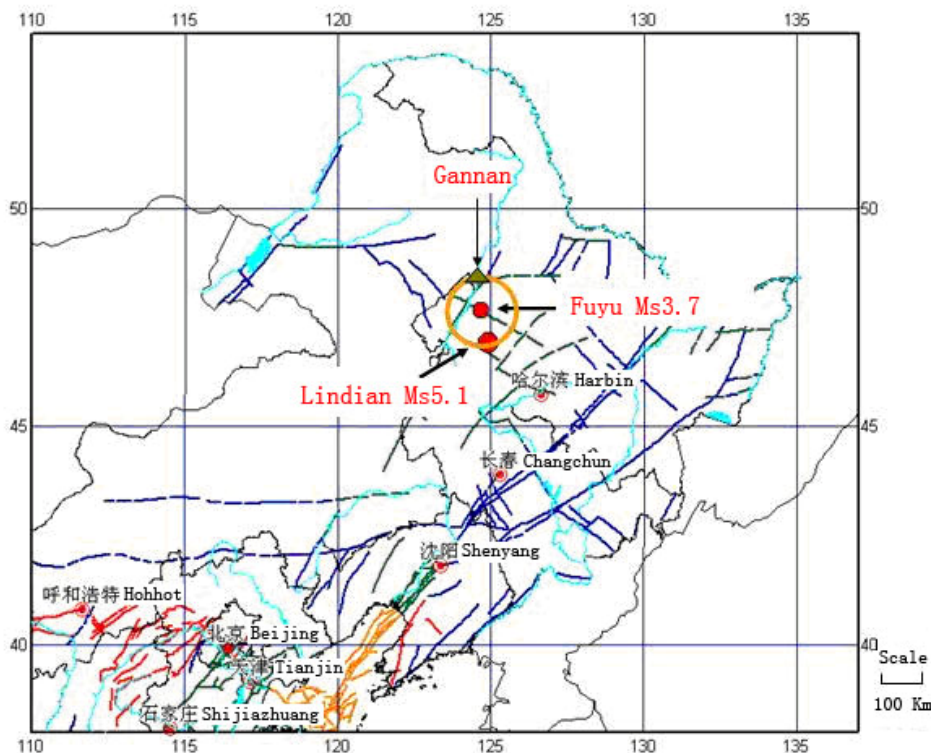 110 115 120 125 130 135
Gannan
50 50
Fuyu Ms3.7
Lindian Ms5.1
哈尔滨 Harbin
45 45
长春 Changchun
沈阳 Shenyang
呼和浩特 Hohhot
北京 Beijing
40 40
天津 Tianjin
Scale
100 Km
石家庄 Shijiazhuang
110 115 120 125 130 135